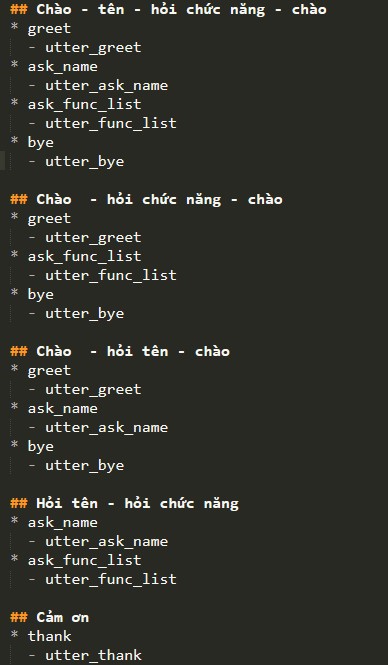 ## Chào - tên - hỏi chức năng - chào
* greet
- utter_greet
* ask_name
- utter_ask_name
* ask_func_list
- utter_func_list
* bye
- utter_bye
## Chào  - hỏi chức năng - chào
* greet
- utter_greet
* ask_func_list
- utter_func_list
* bye
- utter_bye
## Chào  - hỏi tên - chào
* greet
- utter_greet
* ask_name
- utter_ask_name
* bye
- utter_bye
## Hỏi tên - hỏi chức năng
* ask_name
- utter_ask_name
* ask_func_list
- utter_func_list
## Cảm ơn
* thank
- utter_thank